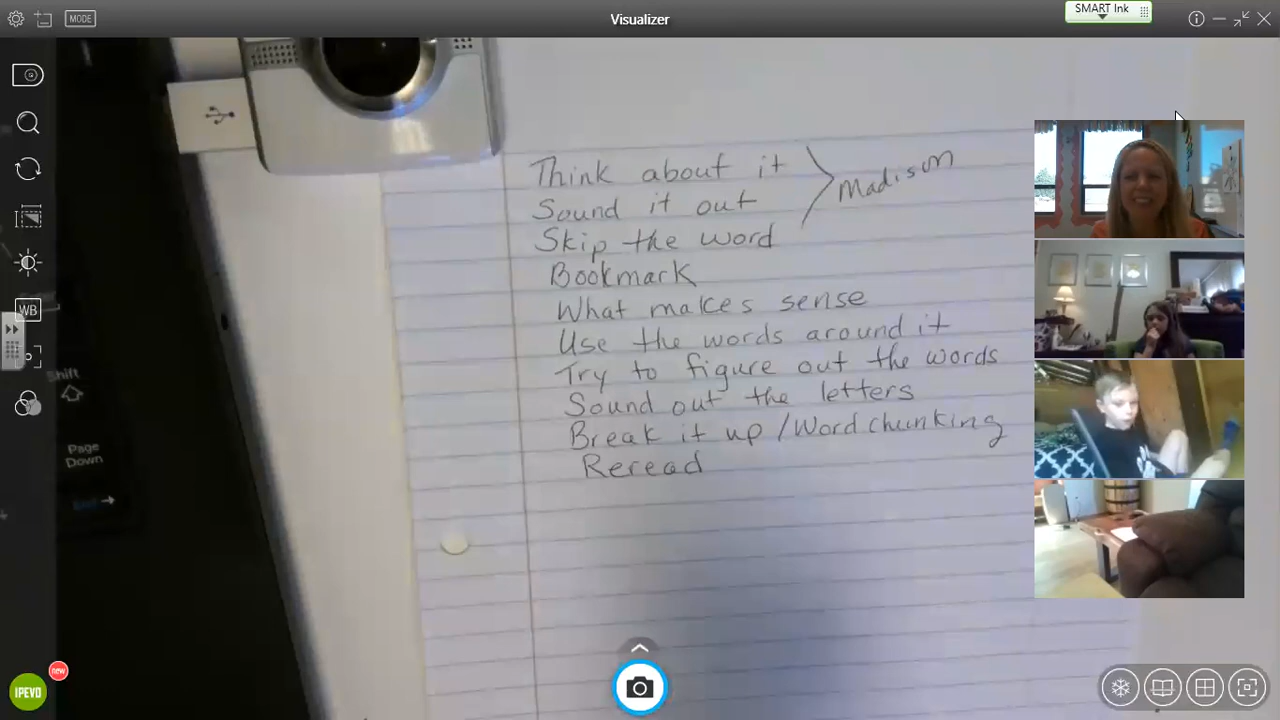 MODE
Visualizer
SMART Ink
WB
Shift
Page
Down
Think about it
Sound it out
Madison
Skip the word
Bookmark
What makes sense
Use the words around it
Try to figure out the words
Sound out the letters
Break it up / Word chunking
Reread
IPEVO
new